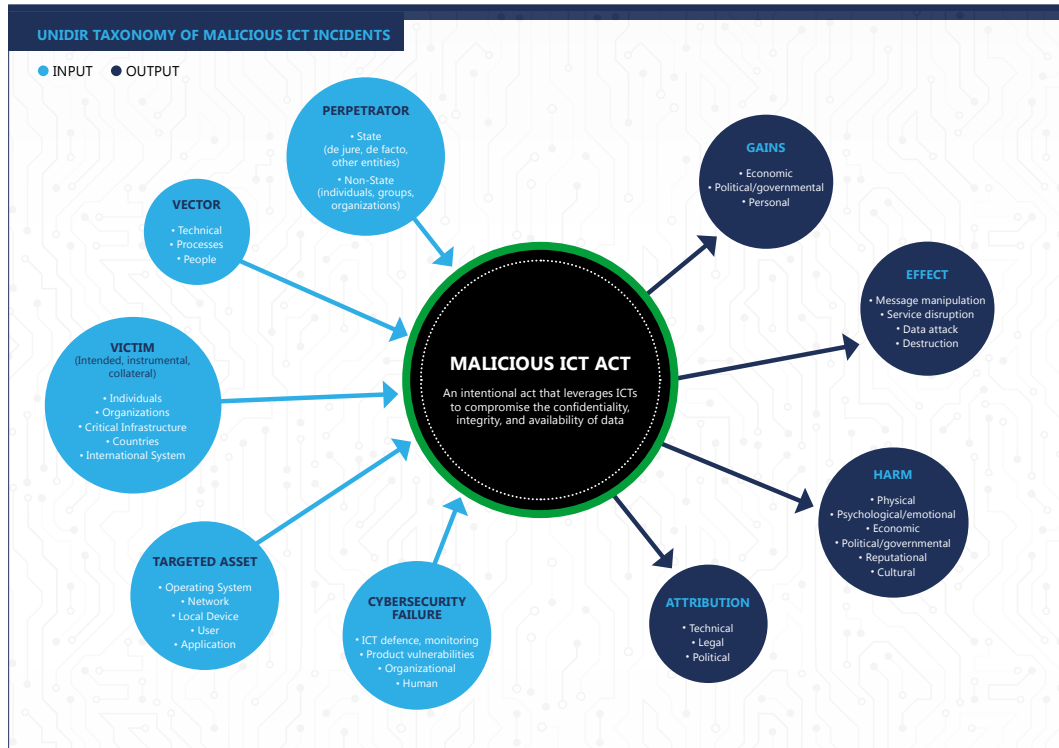 UNIDIR TAXONOMY OF MALICIOUS ICT INCIDENTS
INPUT OUTPUT
PERPETRATOR
• State
(de jure, de facto,
other entities)
• Non-State
(individuals, groups,
organizations)
VECTOR
• Technical
• Processes
• People
VICTIM
(Intended, instrumental,
collateral)
• Individuals
• Organizations
• Critical Infrastructure
• Countries
• International System
TARGETED ASSET
• Operating System
• Network
• Local Device
• User
• Application
CYBERSECURITY
FAILURE
• ICT defence, monitoring
• Product vulnerabilities
• Organizational
• Human
MALICIOUS ICT ACT
An intentional act that leverages ICTs
to compromise the confidentiality,
integrity, and availability of data
GAINS
• Economic
• Political/governmental
• Personal
EFFECT
• Message manipulation
• Service disruption
• Data attack
• Destruction
HARM
• Physical
• Psychological/emotional
• Economic
• Political/governmental
• Reputational
• Cultural
ATTRIBUTION
• Technical
• Legal
• Political